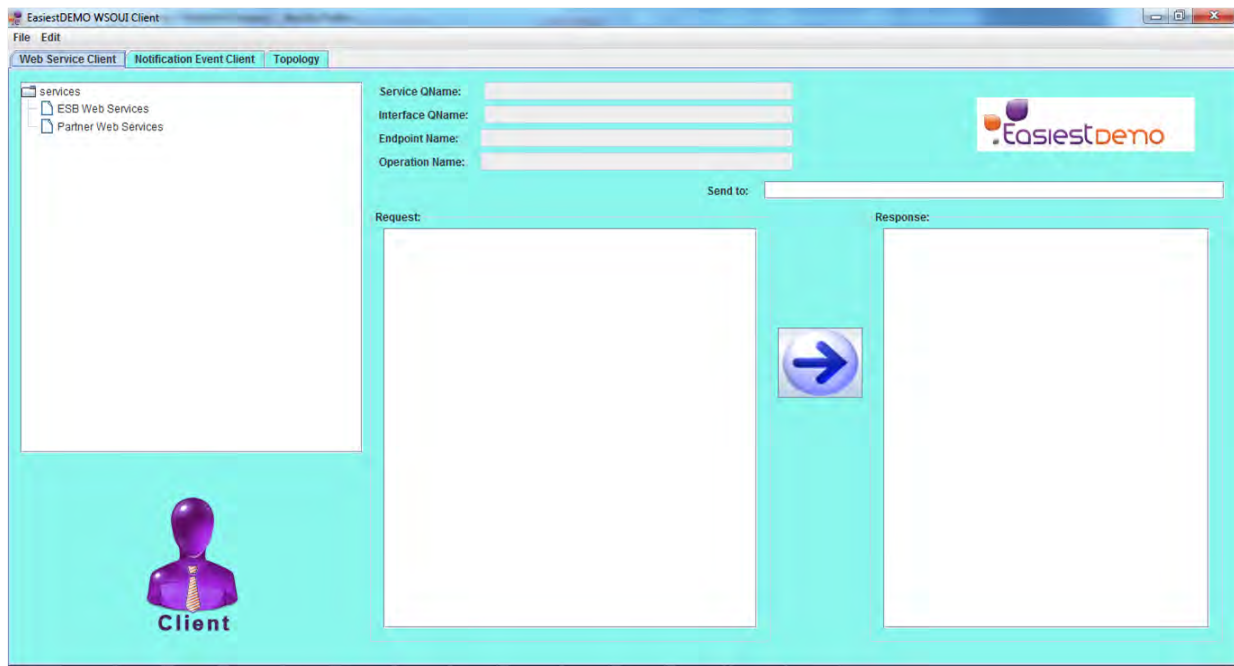 EasiestDEMO WSOUI Client
File Edit
Web Service Client Notification Event Client Topology
services
ESB Web Services
Partner Web Services
Service QName:
Interface QName:
Endpoint Name:
Operation Name:
EasiestDemo
Send to:
Request:
Response:
Client